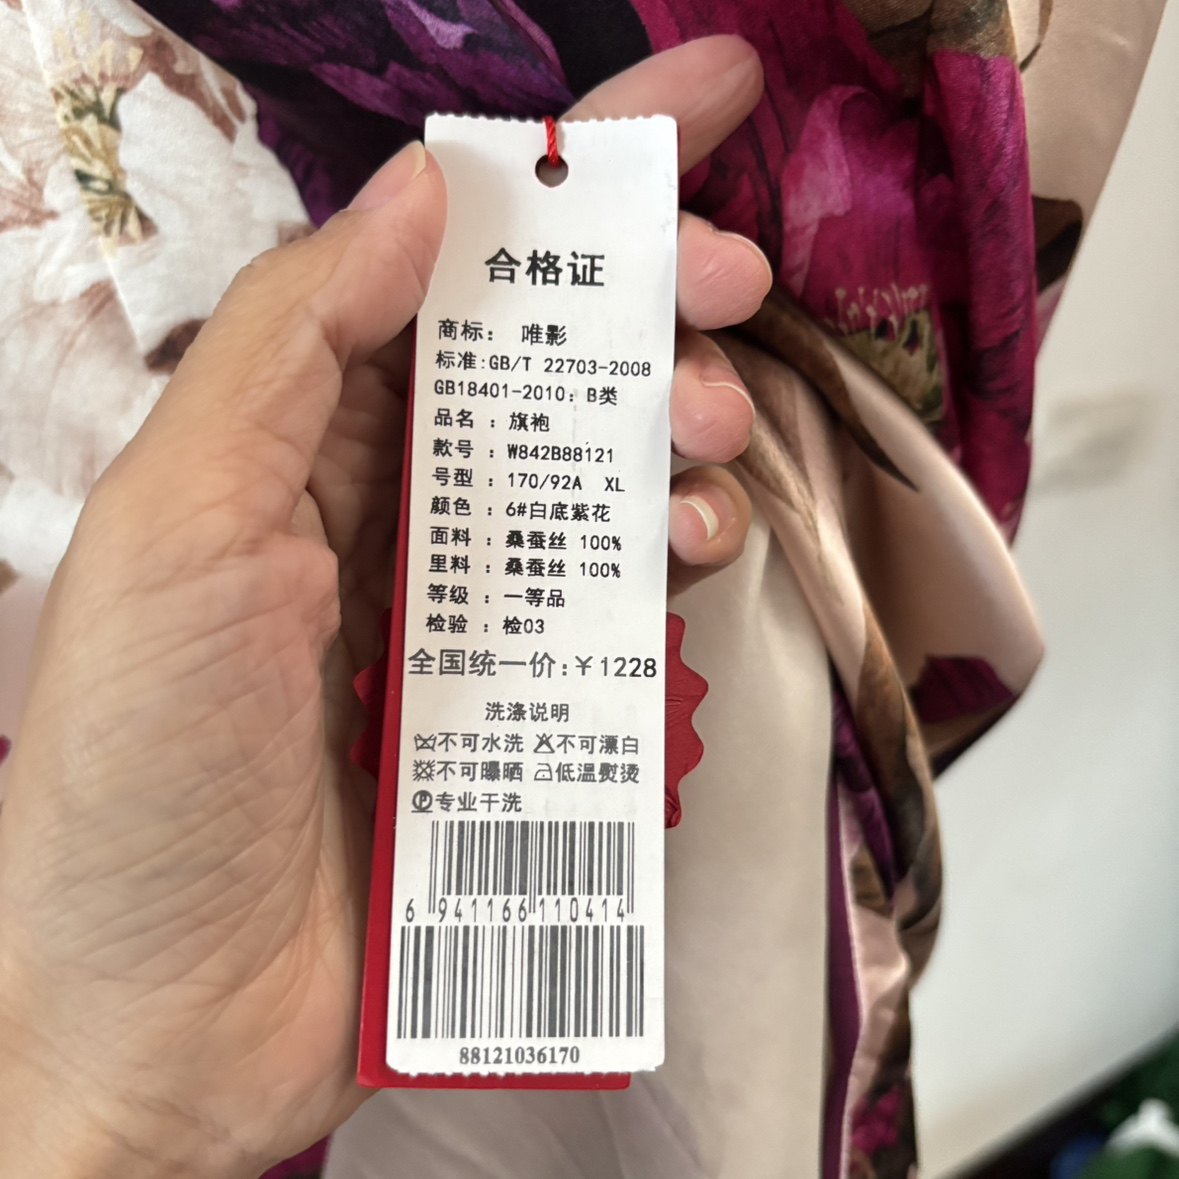 合格证
商标： 唯影
标准:GB/T 22703-2008
GB18401-2010：B类
品名 ：旗袍
款号 ：W842B88121
号型 ：170/92A XL
颜色 ：6#白底紫花
面料 ：桑蚕丝 100%
里料 ：桑蚕丝 100%
等级 ：一等品
检验 ：检03
全国统一价:￥1228
洗涤说明
不可水洗 不可漂白
不可曝晒 低温熨烫
Ⓟ专业干洗
6 941166 110414
88121036170